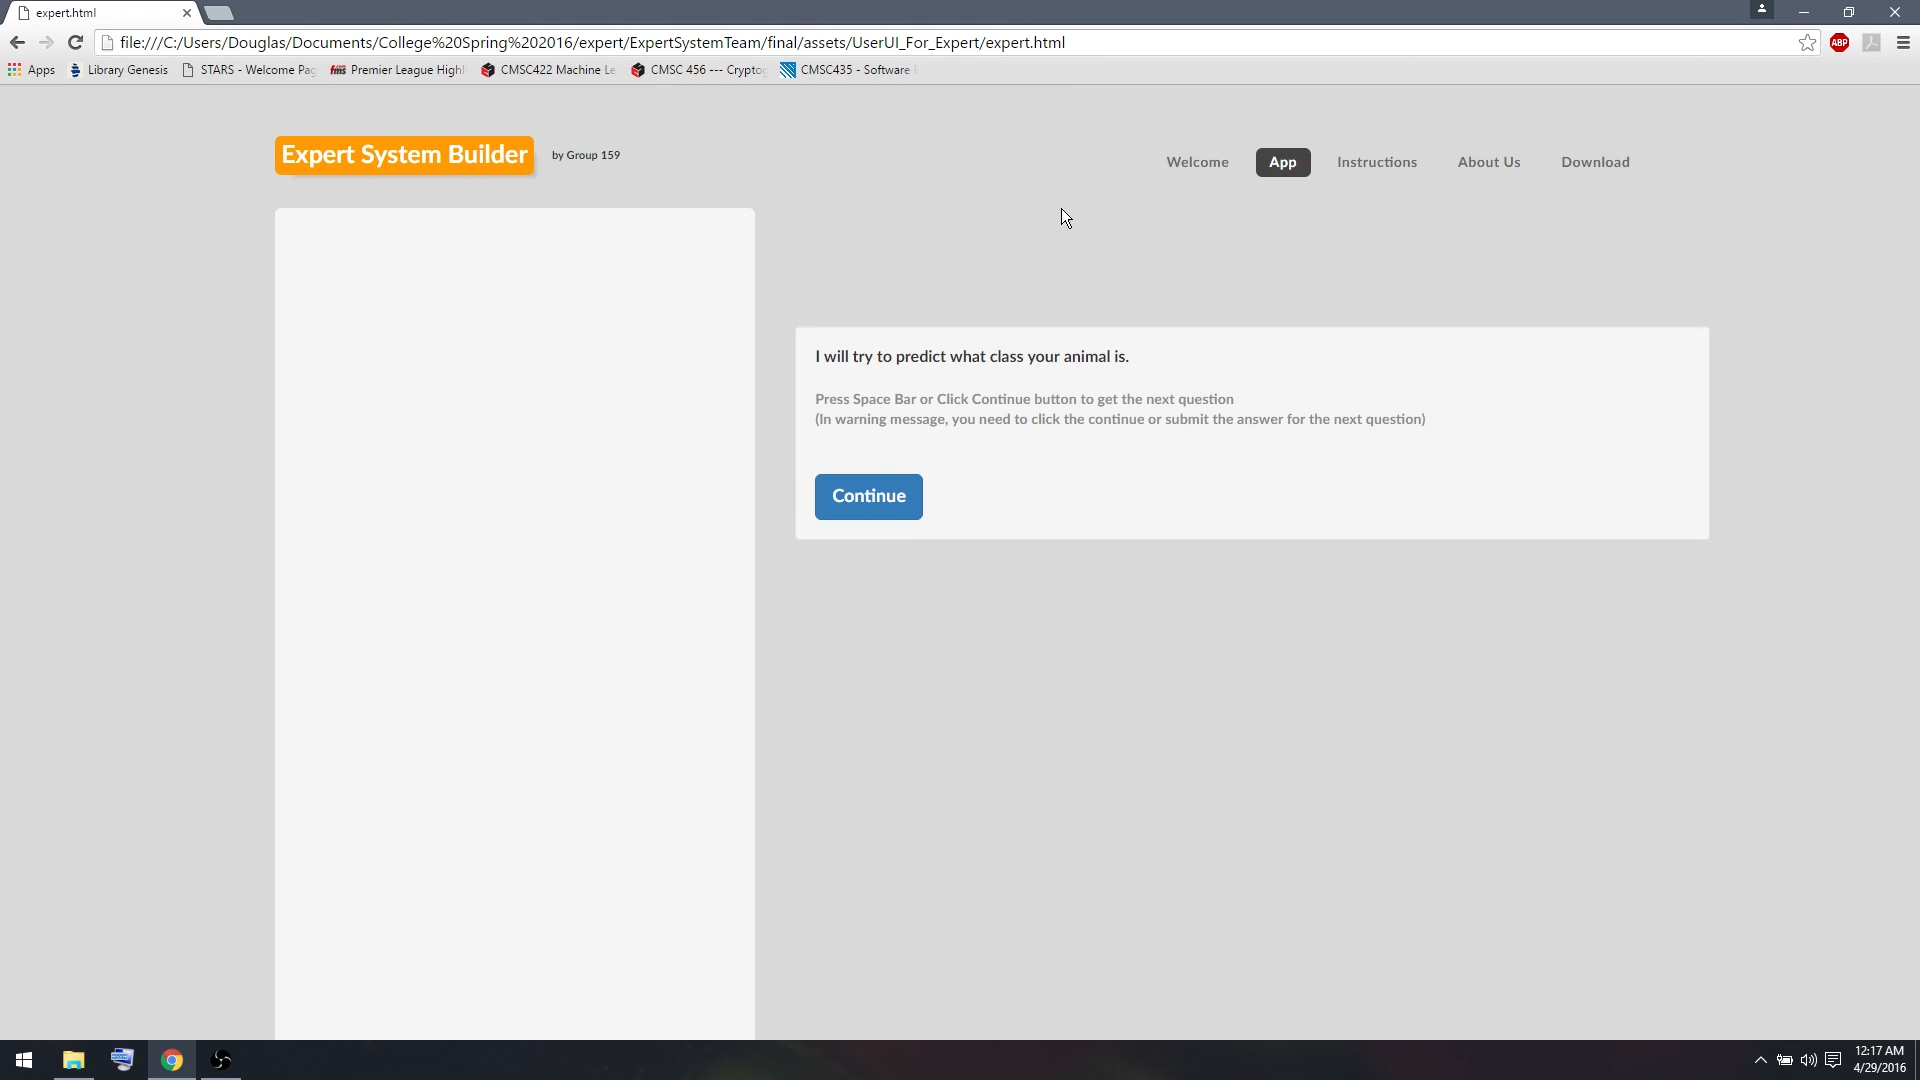 expert.html
file:///C:/Users/Douglas/Documents/College%20Spring%202016/expert/ExpertSystemTeam/final/assets/UserUI_For_Expert/expert.html
ABP
Apps
Library Genesis
STARS - Welcome Pag
Premier League Highl
CMSC422 Machine Le
CMSC 456 --- Cryptog
CMSC435 - Software
Expert System Builder
by Group 159
Welcome
App
Instructions
About Us
Download
I will try to predict what class your animal is.
Press Space Bar or Click Continue button to get the next question
(In warning message, you need to click the continue or submit the answer for the next question)
Continue
12:17 AM
4/29/2016